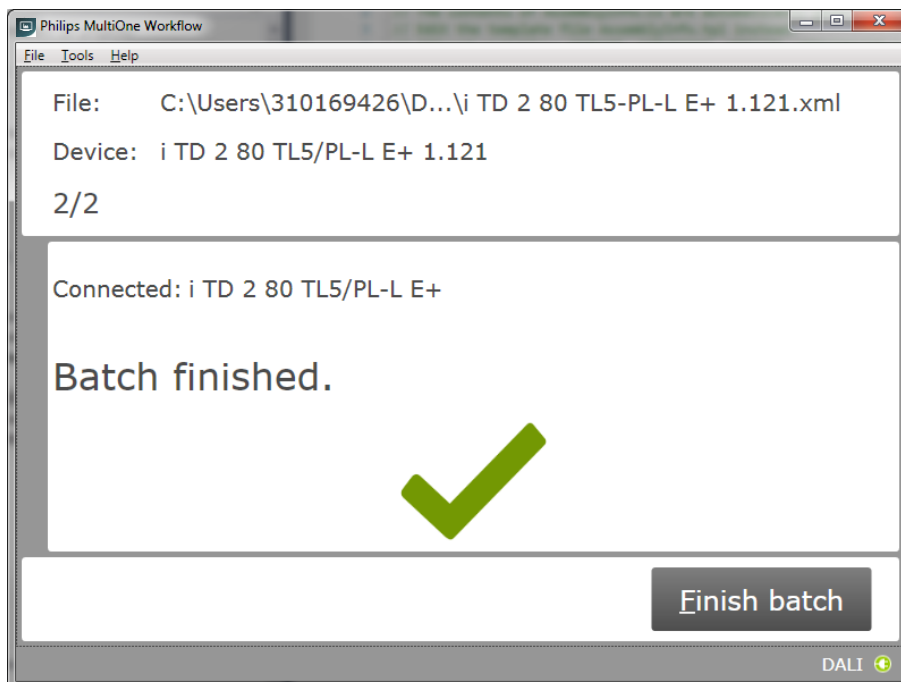 Philips MultiOne Workflow
File Tools Help
File: C:\Users\310169426\D...\i TD 2 80 TL5-PL-L E+ 1.121.xml
Device: i TD 2 80 TL5/PL-L E+ 1.121
2/2
Connected: i TD 2 80 TL5/PL-L E+
Batch finished.
Finish batch
DALI